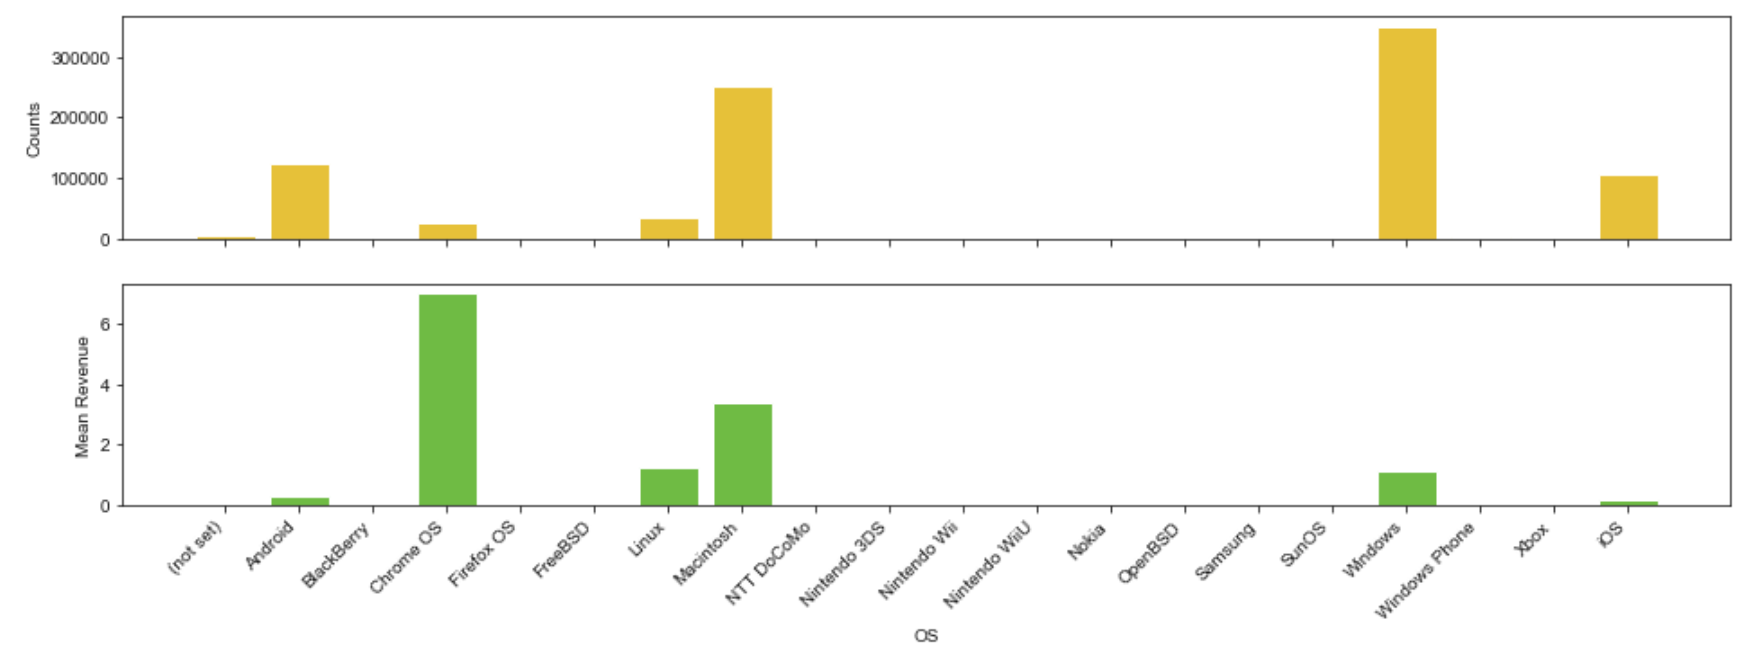 300000
200000
100000
0
Counts
6
4
2
0
Mean Revenue
(not set)
Android
BlackBerry
Chrome OS
Firefox OS
FreeBSD
Linux
Macintosh
NTT DoCoMo
Nintendo 3DS
Nintendo Wii
Nintendo WiiU
Nokia
OpenBSD
Samsung
SunOS
Windows
Windows Phone
Xbox
iOS
OS